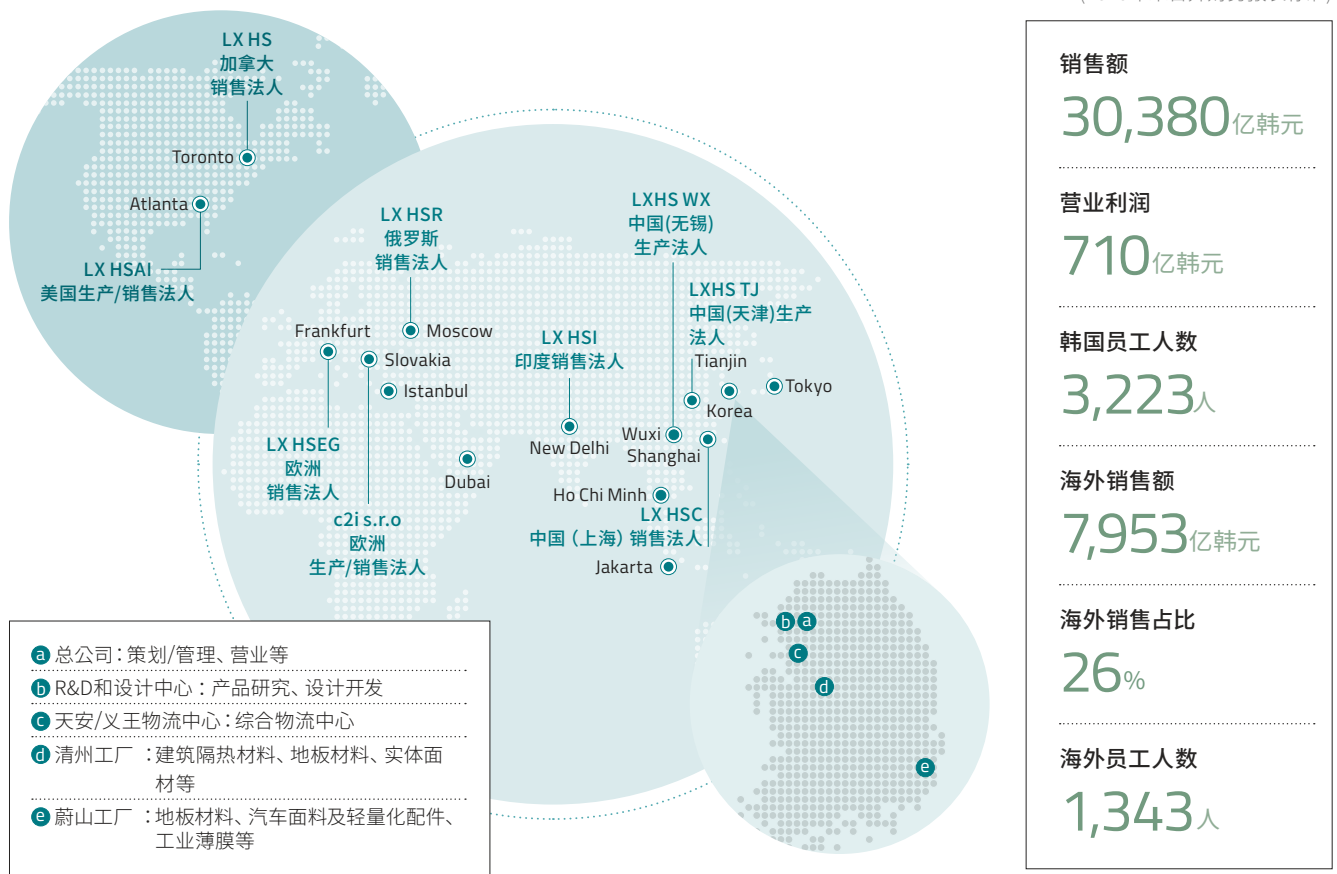 LX HS
加拿大
销售法人
Toronto
Atlanta
LX HSAI
美国生产/销售法人
LX HSR
俄罗斯
销售法人
LXHS WX
中国(无锡)
生产法人
LXHS TJ
中国(天津)生产
法人
Tianjin
Frankfurt
Moscow
Slovakia
Istanbul
LX HSI
印度销售法人
Tokyo
Korea
LX HSEG
欧洲
销售法人
New Delhi
Wuxi
Shanghai
Dubai
Ho Chi Minh
c2i s.r.o
欧洲
生产/销售法人
LX HSC
中国（上海）销售法人
Jakarta
b a
c
d
e
a 总公司：策划/管理、营业等
b R&D和设计中心：产品研究、设计开发
c 天安/义王物流中心：综合物流中心
d 清州工厂 ：建筑隔热材料、地板材料、实体面
材等
e 蔚山工厂 ：地板材料、汽车面料及轻量化配件、
工业薄膜等
销售额
30,380亿韩元
营业利润
710亿韩元
韩国员工人数
3,223人
海外销售额
7,953亿韩元
海外销售占比
26%
海外员工人数
1,343人